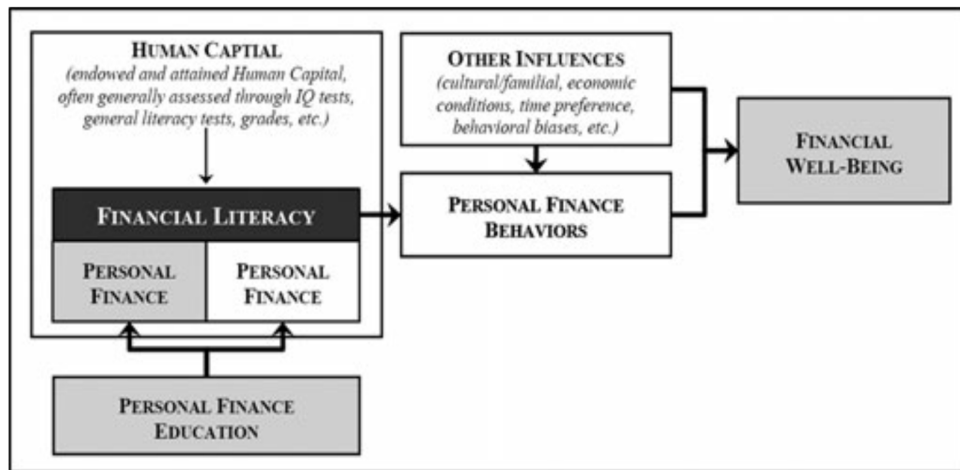 HUMAN CAPTIAL
(endowed and attained Human Capital,
often generally assessed through IQ tests,
general literacy tests, grades, etc.)
FINANCIAL LITERACY
PERSONAL
FINANCE
PERSONAL
FINANCE
PERSONAL FINANCE
EDUCATION
OTHER INFLUENCES
(cultural/familial, economic
conditions, time preference,
behavioral biases, etc.)
PERSONAL FINANCE
BEHAVIORS
FINANCIAL
WELL-BEING